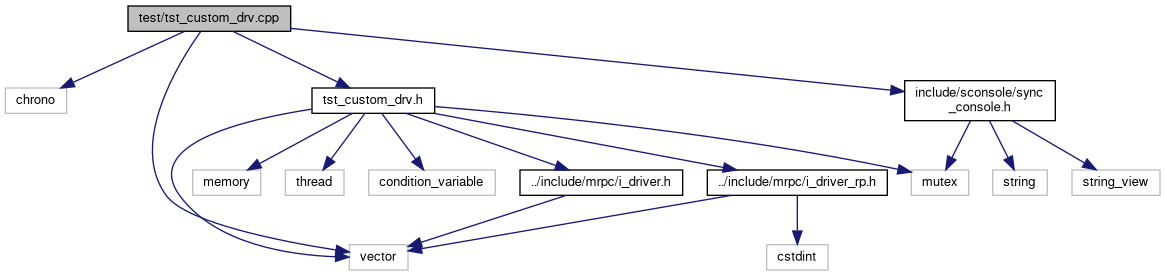 test/tst_custom_drv.cpp
chrono
tst_custom_drv.h
include/sconsole/sync
_console.h
memory
thread
condition_variable
../include/mrpc/i_driver.h
../include/mrpc/i_driver_rp.h
mutex
string
string_view
vector
cstdint